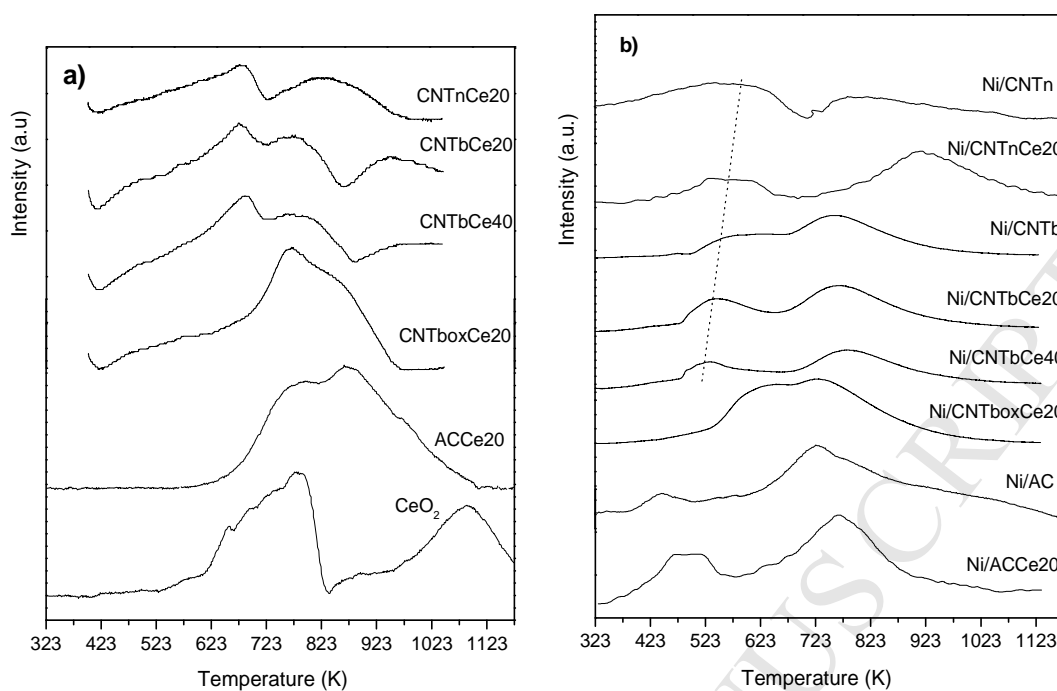 a)
CNTnCe20
CNTbCe20
CNTbCe40
CNTboxCe20
ACCe20
CeO2
Intensity (a.u)
323 423 523 623 723 823 923 1023 1123
Temperature (K)
b)
Ni/CNTn
Ni/CNTnCe20
Ni/CNTb
Ni/CNTbCe20
Ni/CNTbCe40
Ni/CNTboxCe20
Ni/AC
Ni/ACCe20
Intensity (a.u.)
323 423 523 623 723 823 923 1023 1123
Temperature (K)
USCRIPT